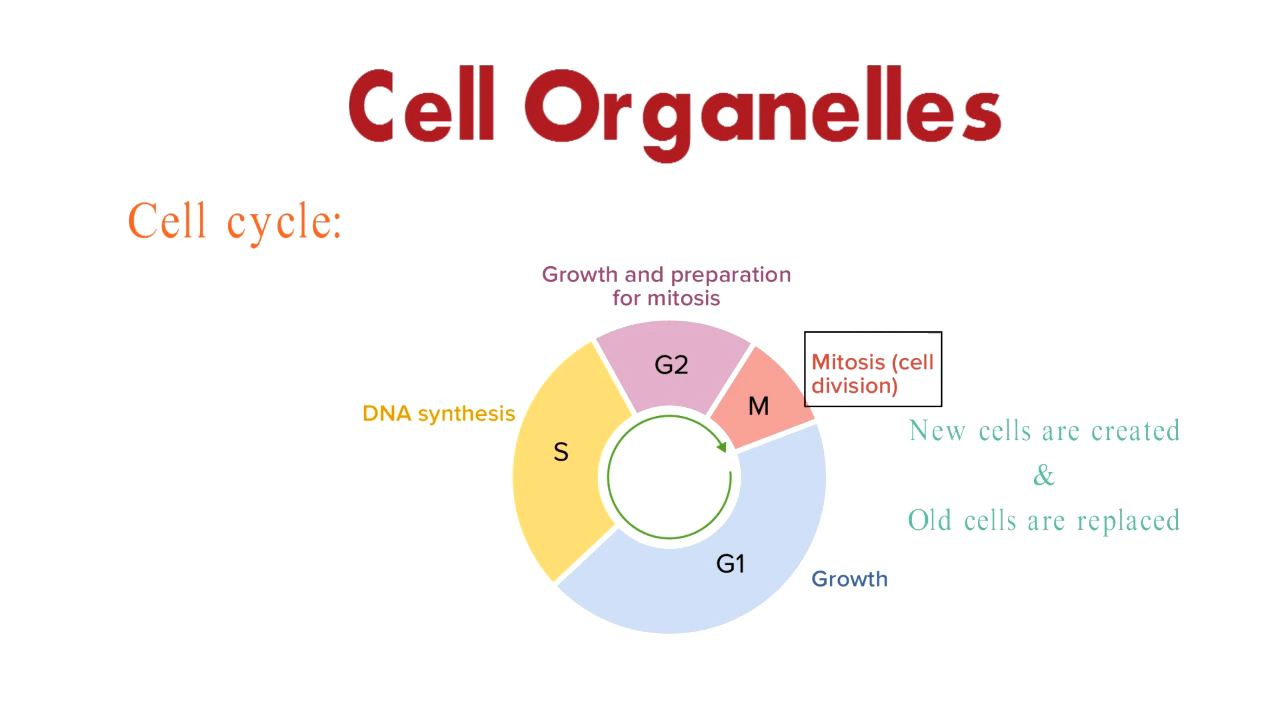 Cell Organelles
Cell cycle:
Growth and preparation
for mitosis
G2
Mitosis (cell
division)
M
DNA synthesis
S
New cells are created
&
Old cells are replaced
G1
Growth